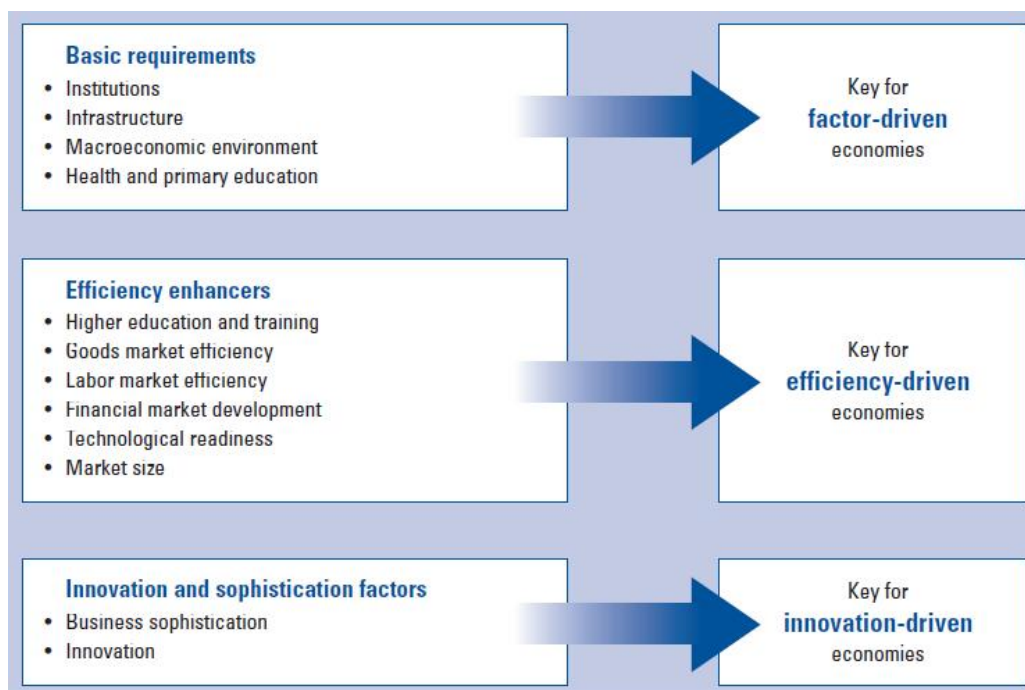 Basic requirements
• Institutions
• Infrastructure
• Macroeconomic environment
• Health and primary education
Key for
factor-driven
economies
Efficiency enhancers
• Higher education and training
• Goods market efficiency
• Labor market efficiency
• Financial market development
• Technological readiness
• Market size
Key for
efficiency-driven
economies
Innovation and sophistication factors
• Business sophistication
• Innovation
Key for
innovation-driven
economies